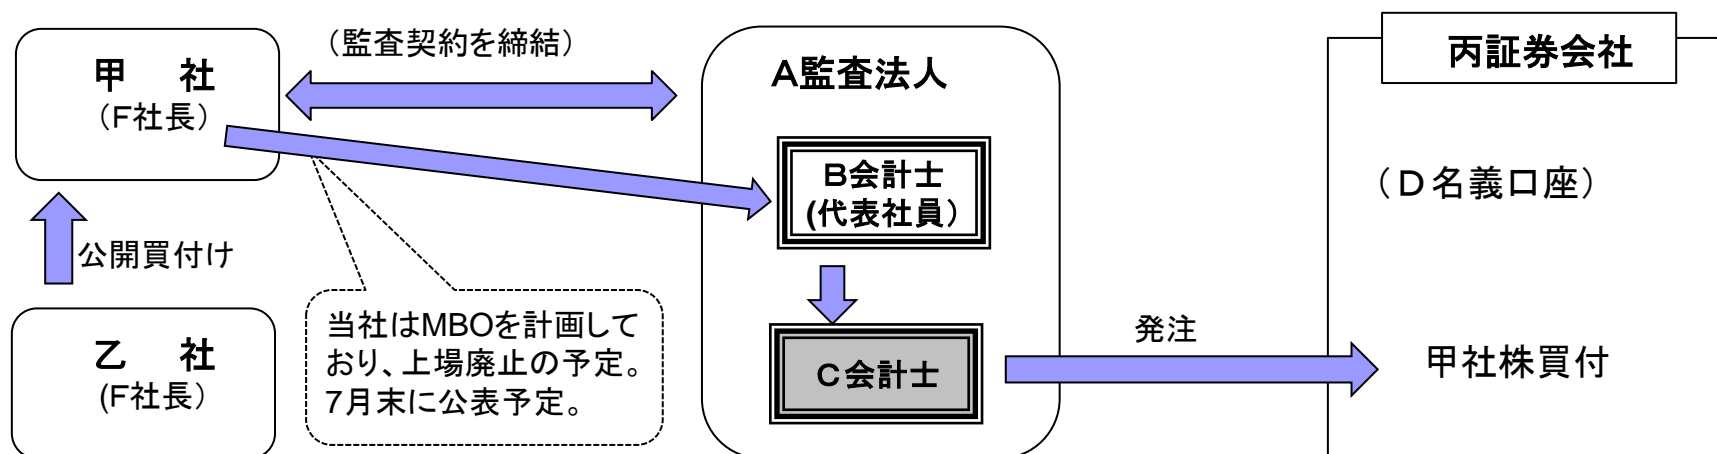 甲 社
(F社長)
(監査契約を締結)
A監査法人
丙証券会社
B会計士
(代表社員)
(D名義口座)
公開買付け
当社はMBOを計画して
おり、上場廃止の予定。
7月末に公表予定。
乙 社
(F社長)
C会計士
発注
甲社株買付